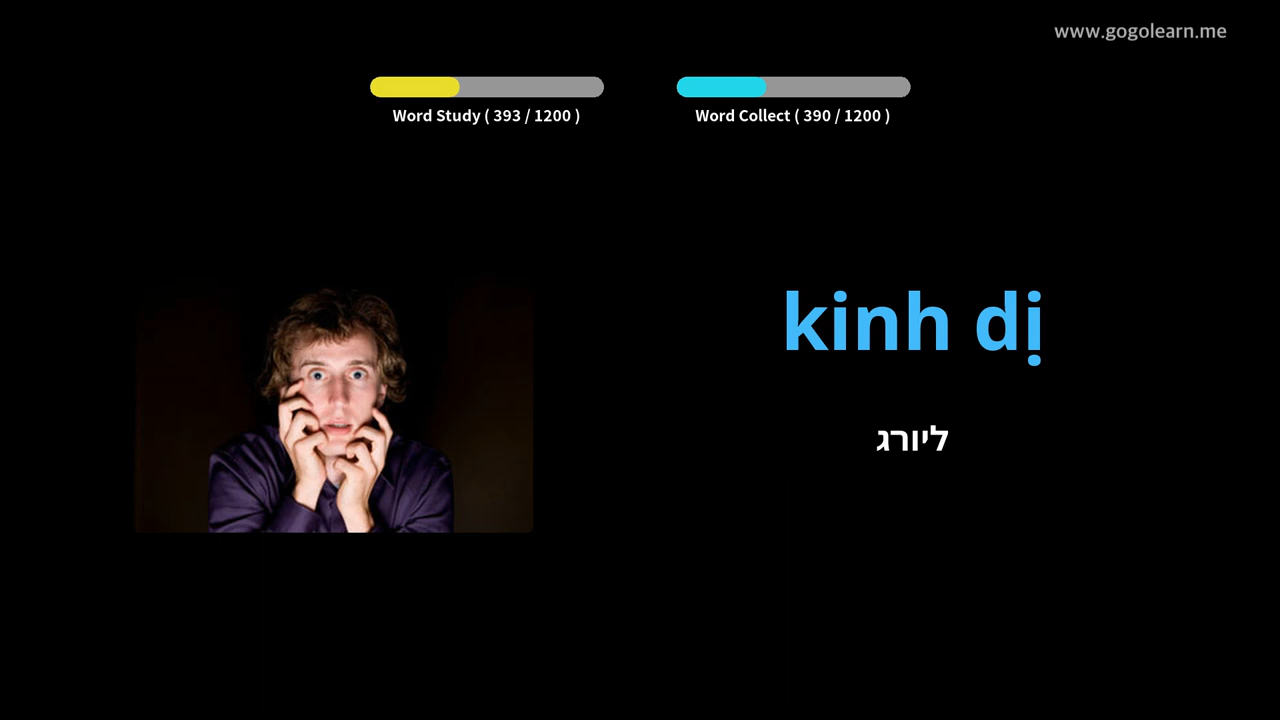 www.gogolearn.me
Word Study ( 393 / 1200 )
Word Collect ( 390 / 1200 )
kinh dị
ליורג